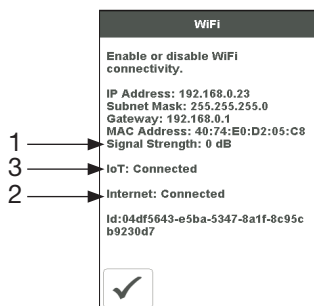 WiFi
Enable or disable WiFi
connectivity.
IP Address: 192.168.0.23
Subnet Mask: 255.255.255.0
Gateway: 192.168.0.1
MAC Address: 40:74:E0:D2:05:C8
1 Signal Strength: 0 dB
3 IoT: Connected
2 Internet: Connected
Id:04df5643-e5ba-5347-8a1f-8c95c
b9230d7